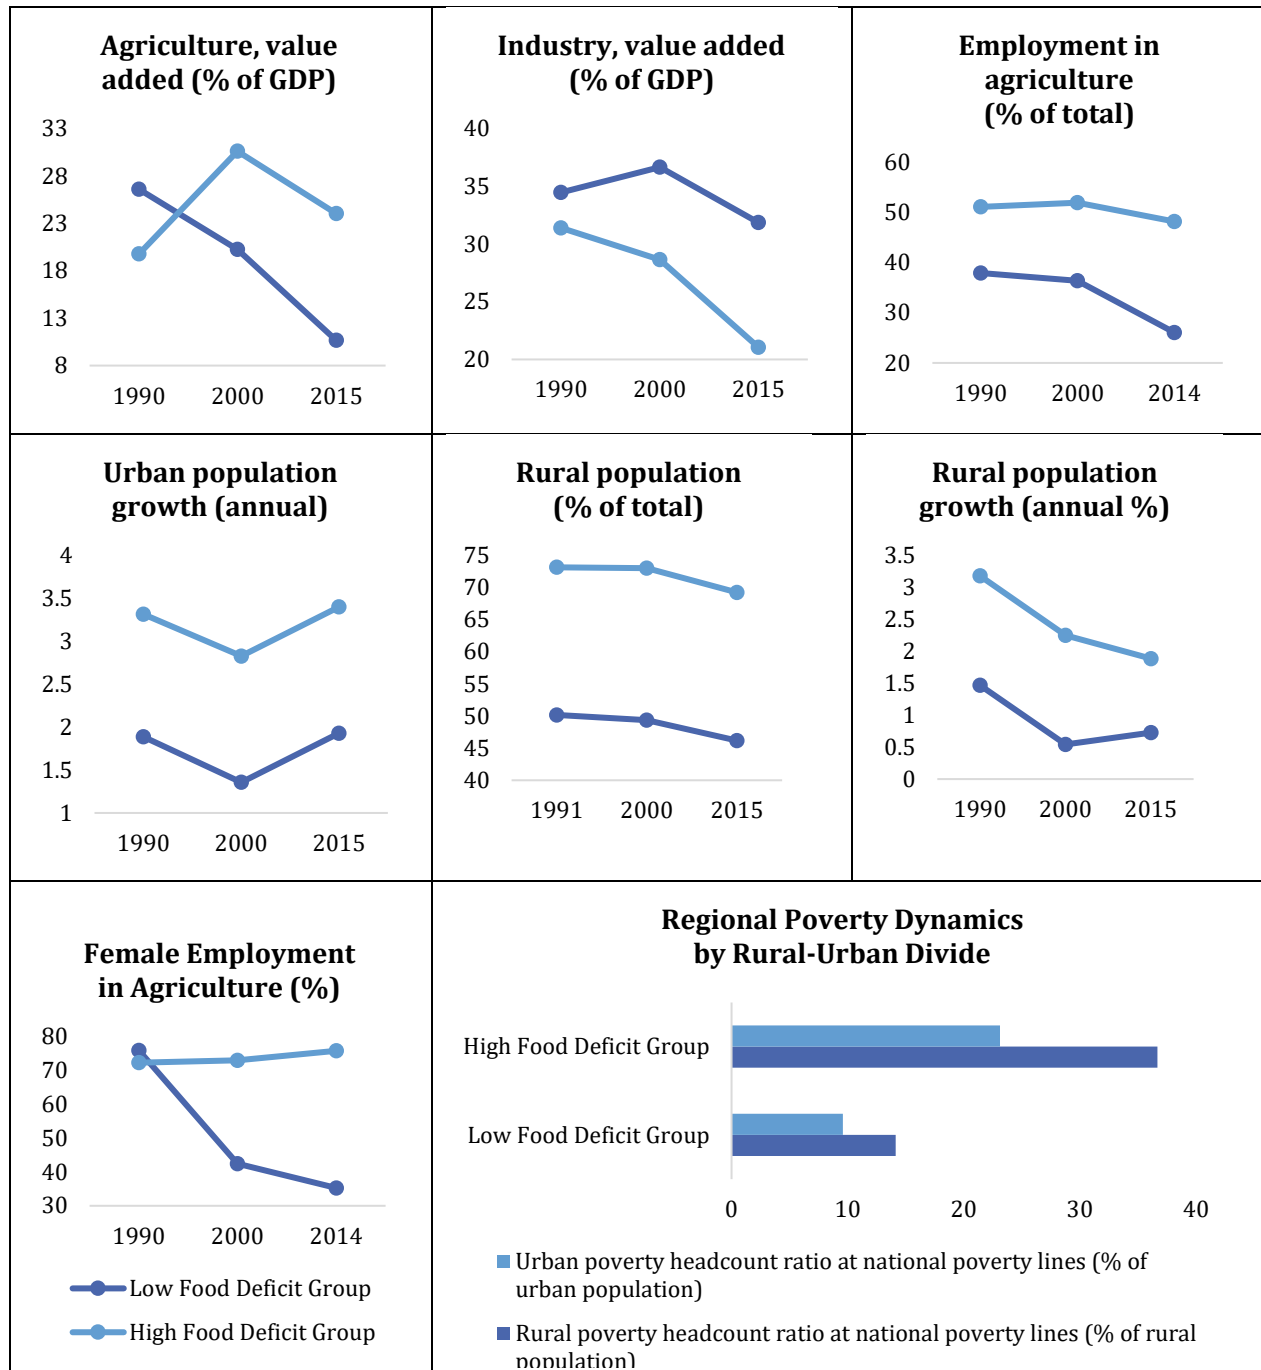 Agriculture, value
added (% of GDP)
33
28
23
18
13
8
1990 2000 2015
Industry, value added
(% of GDP)
40
35
30
25
20
1990 2000 2015
Employment in
agriculture
(% of total)
60
50
40
30
20
1990 2000 2014
Urban population
growth (annual)
4
3.5
3
2.5
2
1.5
1
1990 2000 2015
Rural population
(% of total)
75
70
65
60
55
50
45
40
1991 2000 2015
Rural population
growth (annual %)
3.5
3
2.5
2
1.5
1
0.5
0
1990 2000 2015
Female Employment
in Agriculture (%)
80
70
60
50
40
30
1990 2000 2014
Low Food Deficit Group
High Food Deficit Group
Regional Poverty Dynamics
by Rural-Urban Divide
High Food Deficit Group
Low Food Deficit Group
0 10 20 30 40
Urban poverty headcount ratio at national poverty lines (% of
urban population)
Rural poverty headcount ratio at national poverty lines (% of rural
population)